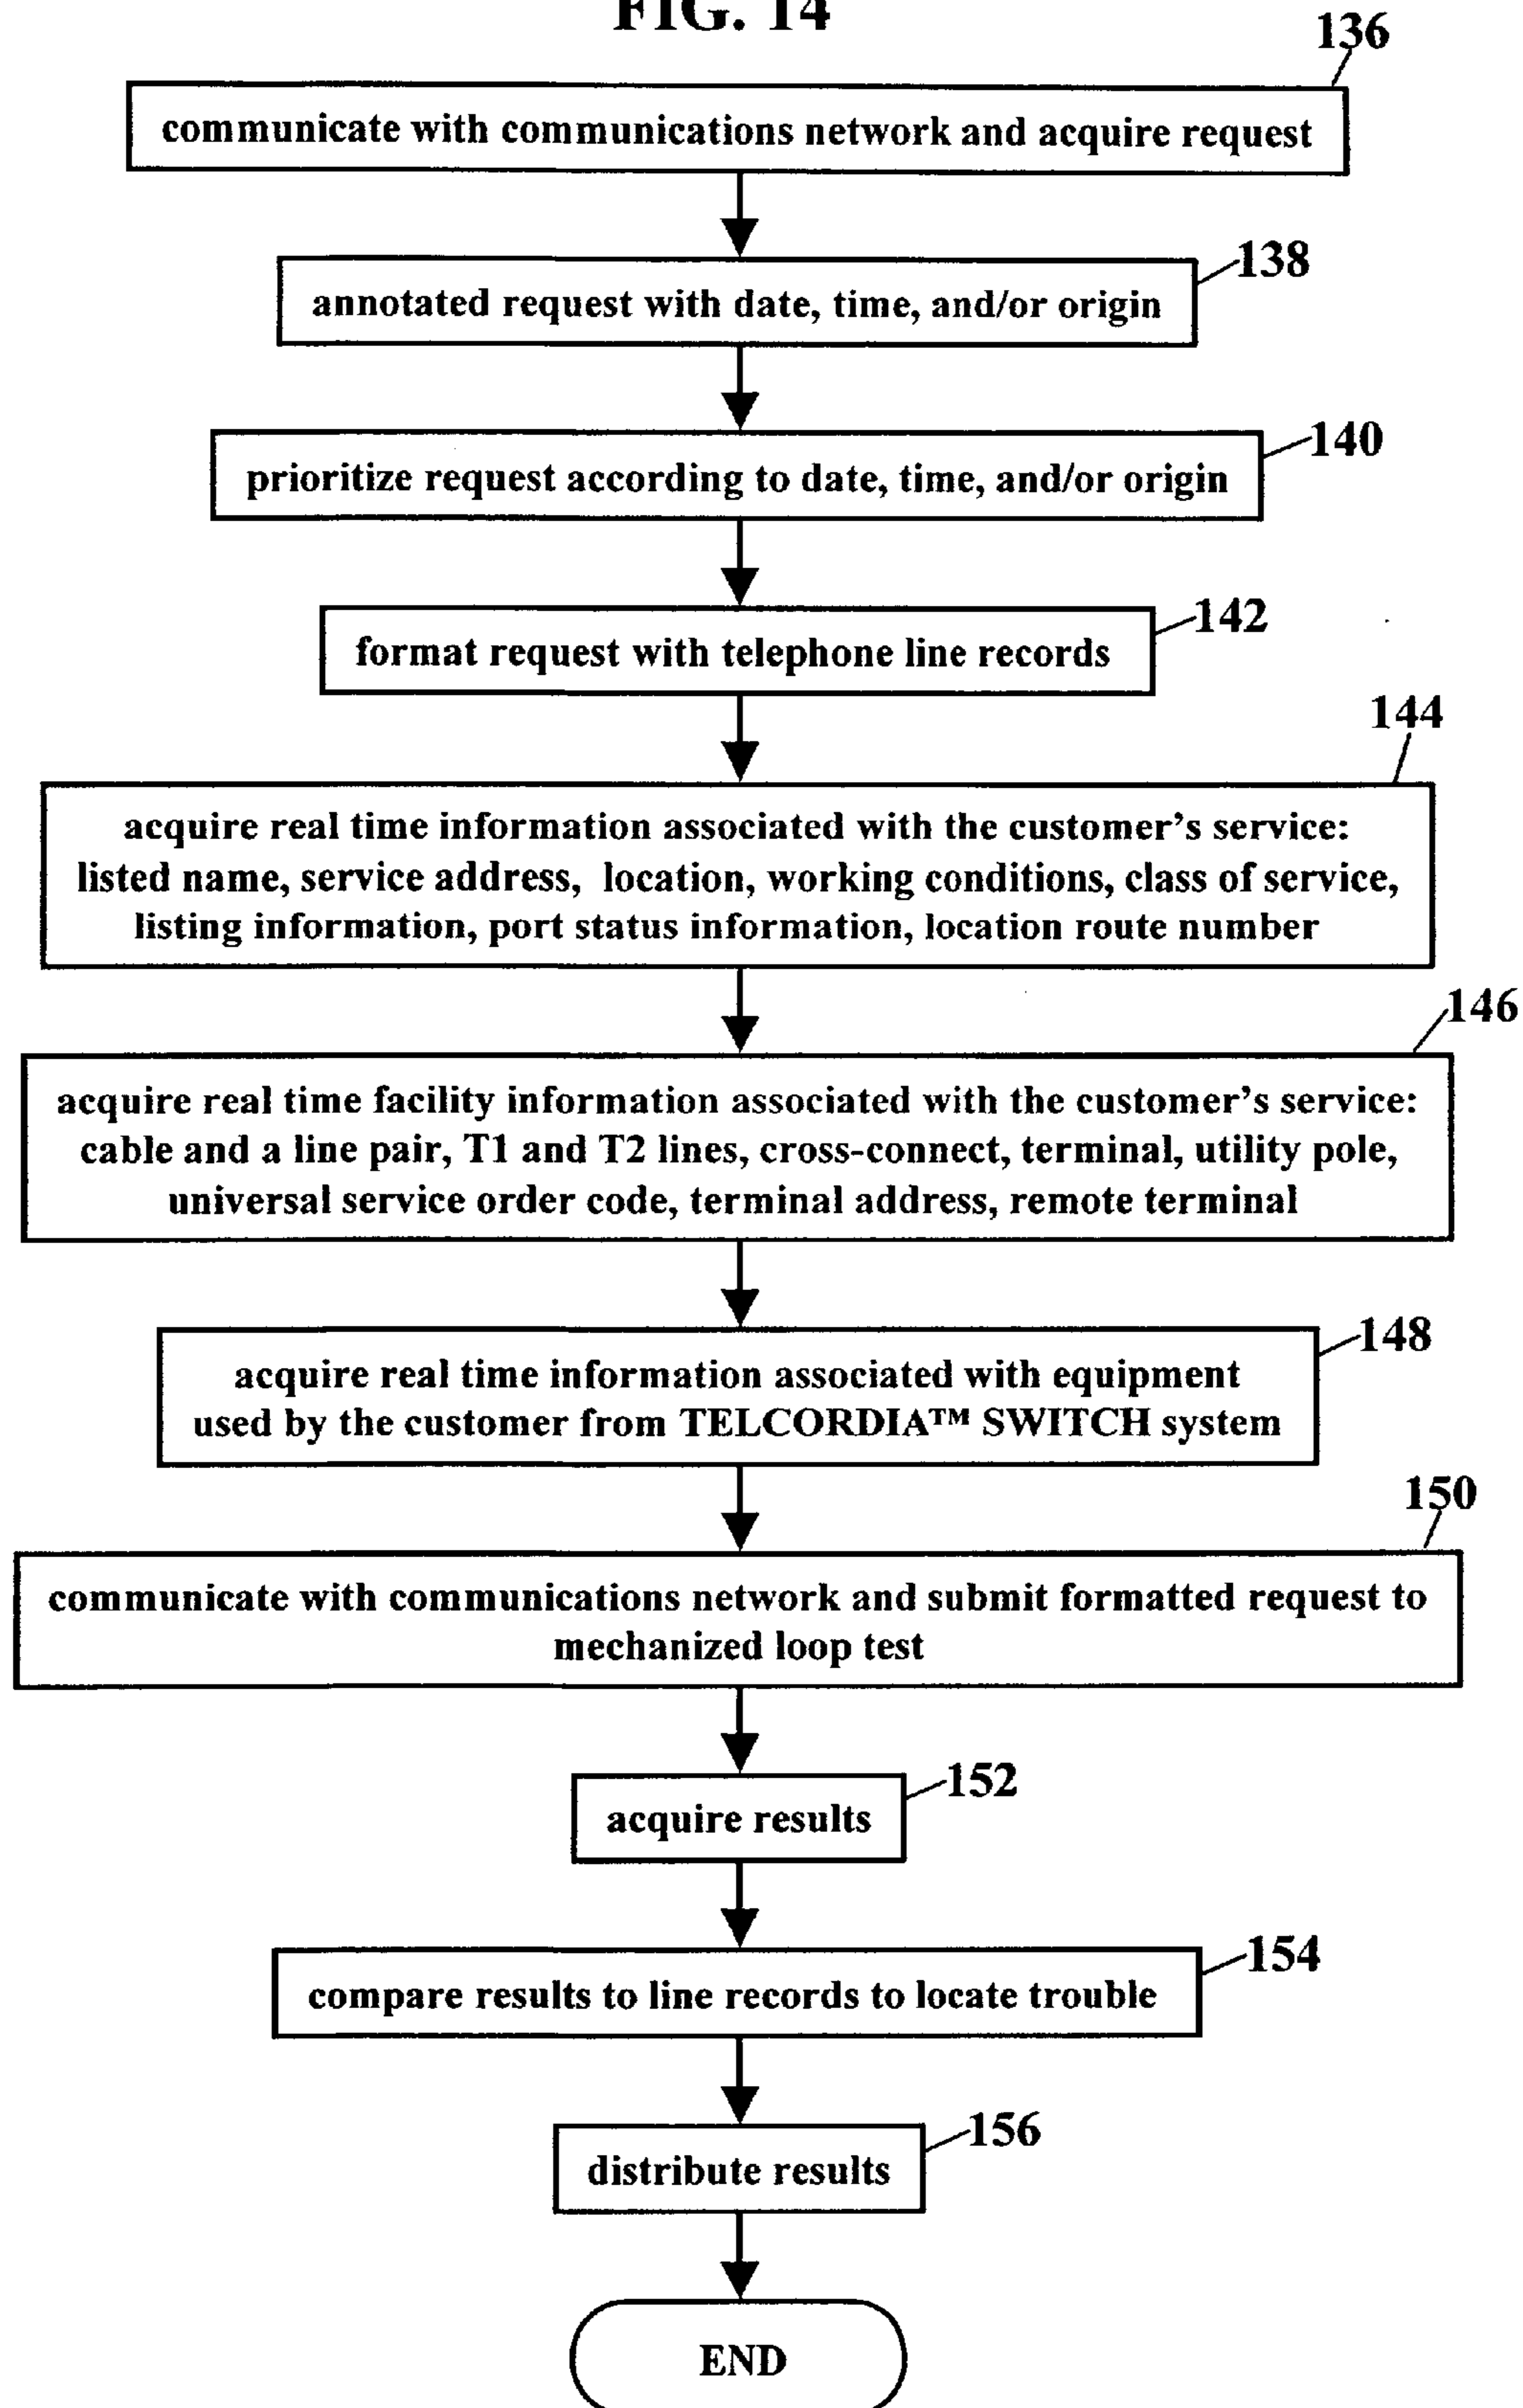 FIG. 14
136
communicate with communications network and acquire request
138
annotated request with date, time, and/or origin
140
prioritize request according to date, time, and/or origin
142
format request with telephone line records
144
acquire real time information associated with the customer's service:
listed name, service address, location, working conditions, class of service,
listing information, port status information, location route number
146
acquire real time facility information associated with the customer's service:
cable and a line pair, T1 and T2 lines, cross-connect, terminal, utility pole,
universal service order code, terminal address, remote terminal
148
acquire real time information associated with equipment
used by the customer from TELCORDIA™ SWITCH system
150
communicate with communications network and submit formatted request to
mechanized loop test
152
acquire results
154
compare results to line records to locate trouble
156
distribute results
END